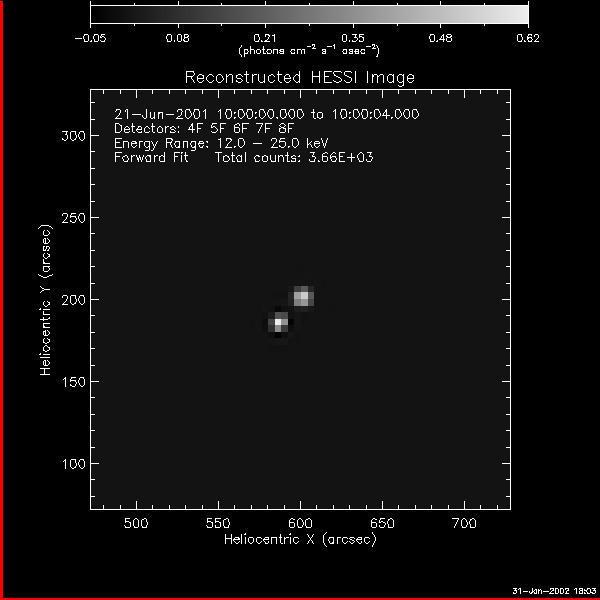 −0.05 0.08 0.21 0.35 0.48 0.62
(photons cm⁻² s⁻¹ asec⁻²)
Reconstructed HESSI Image
21−Jun−2001 10:00:00.000 to 10:00:04.000
Detectors: 4F 5F 6F 7F 8F
Energy Range: 12.0 − 25.0 keV
Forward Fit Total counts: 3.66E+03
300
250
200
150
100
Heliocentric Y (arcsec)
500 550 600 650 700
Heliocentric X (arcsec)
31−Jan−2002 18:03